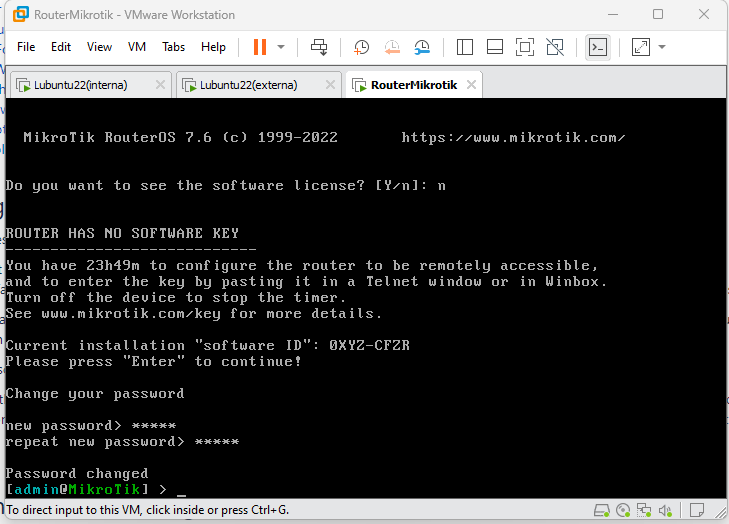 RouterMikrotik - VMware Workstation
File Edit View VM Tabs Help
Lubuntu22(interna) Lubuntu22(externa) RouterMikrotik
MikroTik RouterOS 7.6 (c) 1999-2022 https://www.mikrotik.com/
Do you want to see the software license? [Y/n]: n
ROUTER HAS NO SOFTWARE KEY
----------------------------
You have 23h49m to configure the router to be remotely accessible,
and to enter the key by pasting it in a Telnet window or in Winbox.
Turn off the device to stop the timer.
See www.mikrotik.com/key for more details.
Current installation "software ID": 0XYZ-CFZR
Please press "Enter" to continue!
Change your password
new password> *****
repeat new password> *****
Password changed
[admin@MikroTik] > _
To direct input to this VM, click inside or press Ctrl+G.